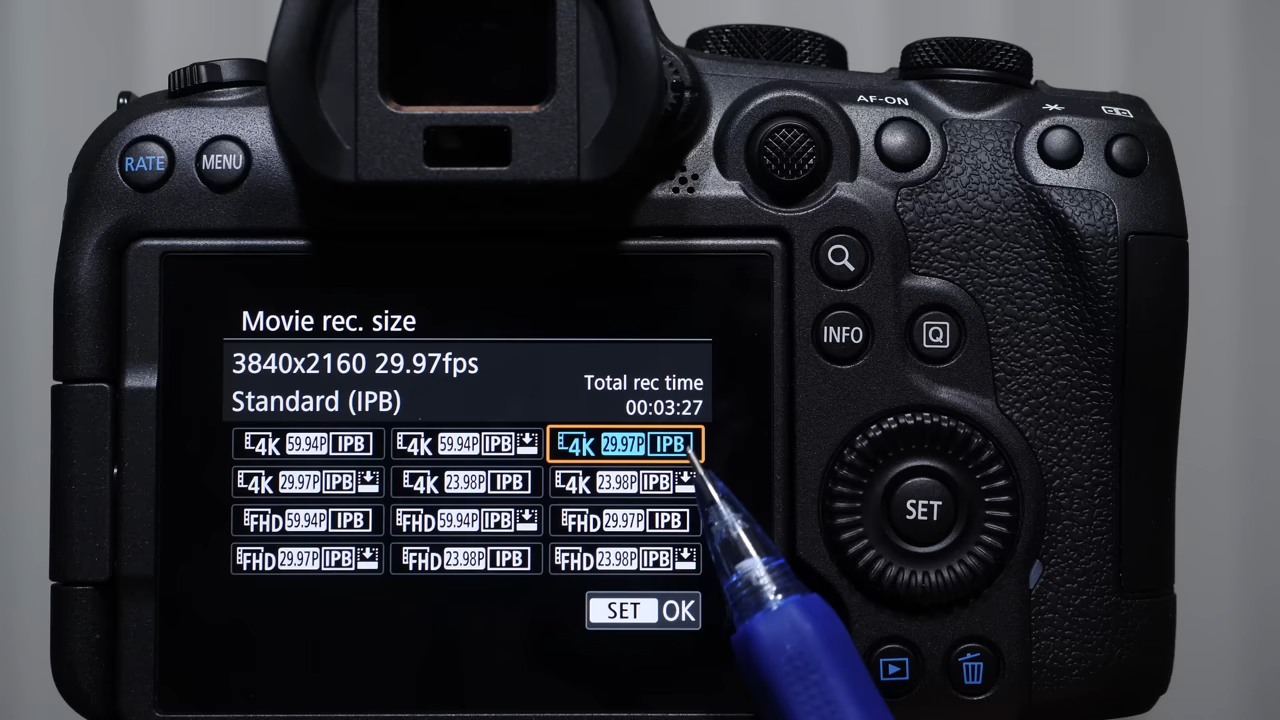 AF-ON
RATE
MENU
INFO
Q
Movie rec. size
3840x2160 29.97fps
Standard (IPB)
Total rec time
00:03:27
4K 59.94P IPB
4K 59.94P IPB
4K 29.97P IPB
4K 29.97P IPB
4K 23.98P IPB
4K 23.98P IPB
FHD 59.94P IPB
FHD 59.94P IPB
FHD 29.97P IPB
FHD 29.97P IPB
FHD 23.98P IPB
FHD 23.98P IPB
SET OK
SET